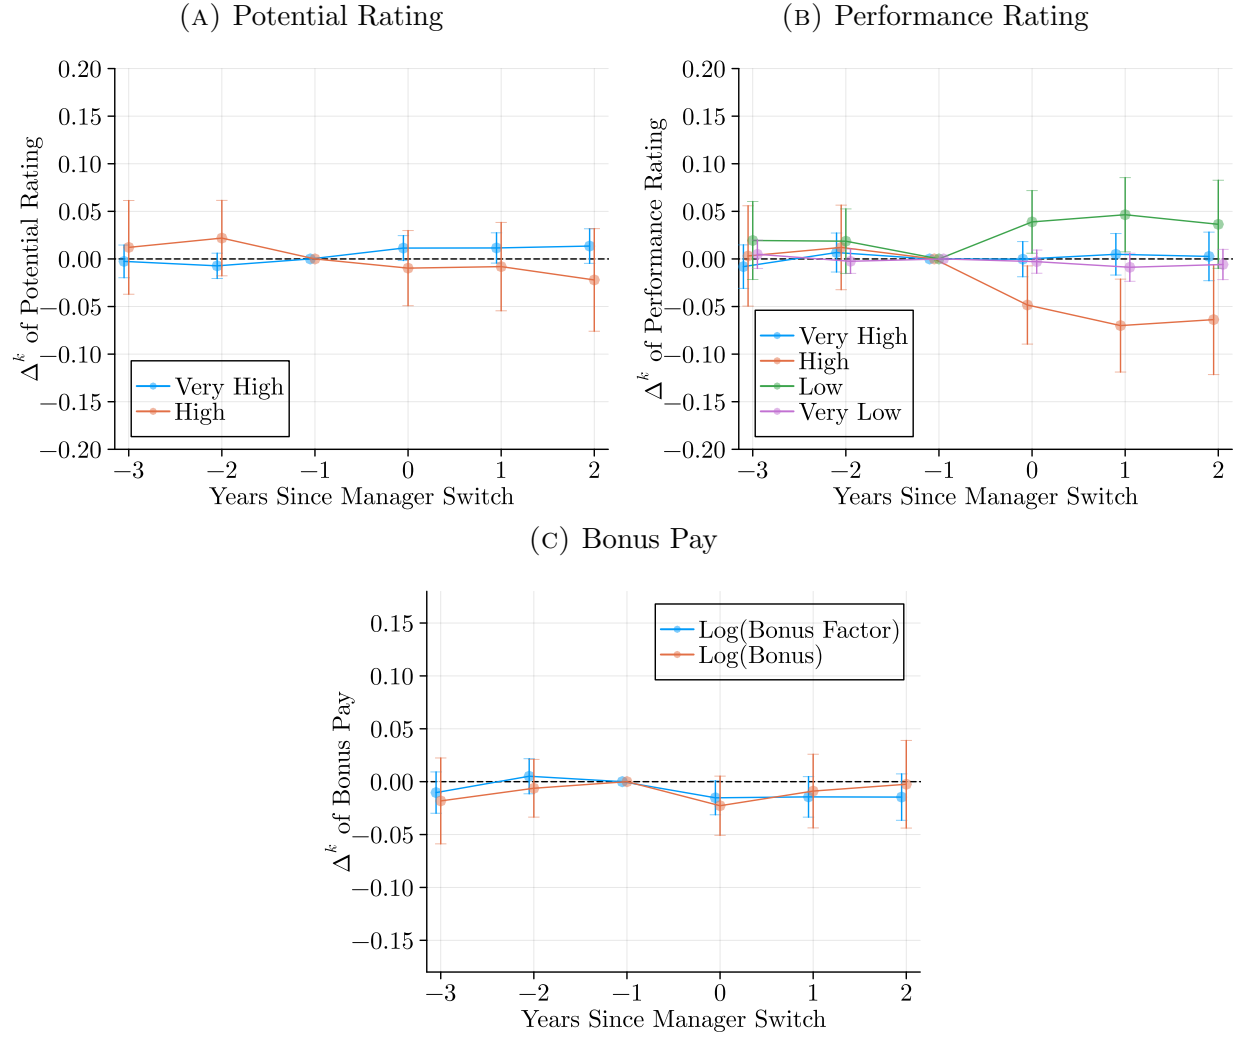 (A) Potential Rating
0.20
0.15
0.10
0.05
0.00
−0.05
−0.10
−0.15
−0.20
Δᵏ of Potential Rating
Very High
High
−3 −2 −1 0 1 2
Years Since Manager Switch
(B) Performance Rating
0.20
0.15
0.10
0.05
0.00
−0.05
−0.10
−0.15
−0.20
Δᵏ of Performance Rating
Very High
High
Low
Very Low
−3 −2 −1 0 1 2
Years Since Manager Switch
(C) Bonus Pay
0.15
0.10
0.05
0.00
−0.05
−0.10
−0.15
Δᵏ of Bonus Pay
Log(Bonus Factor)
Log(Bonus)
−3 −2 −1 0 1 2
Years Since Manager Switch